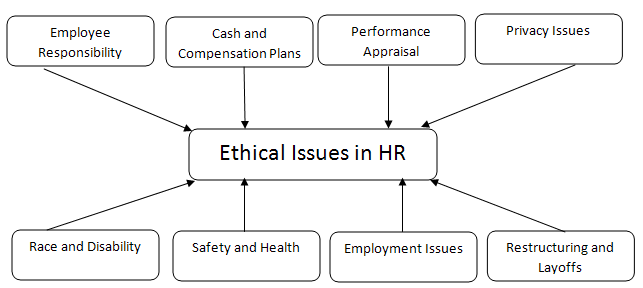 Employee
Responsibility
Cash and
Compensation Plans
Performance
Appraisal
Privacy Issues
Ethical Issues in HR
Race and Disability
Safety and Health
Employment Issues
Restructuring and
Layoffs